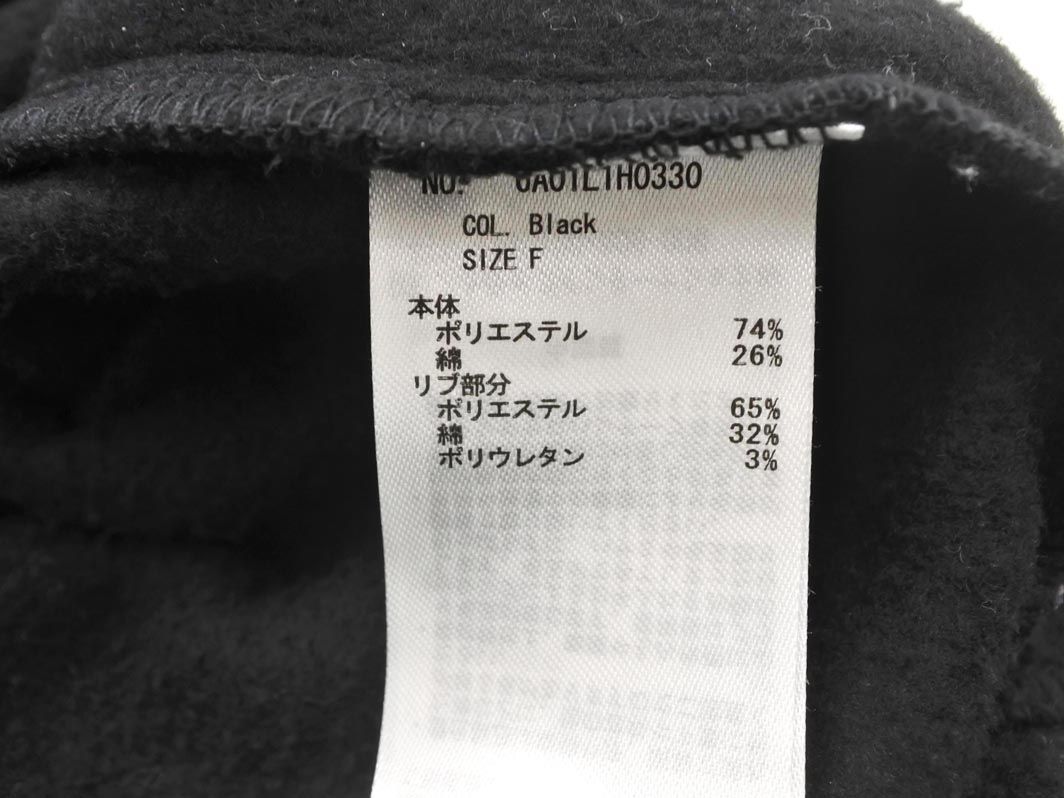 NO. 0A01L1H0330
COL. Black
SIZE F
本体
ポリエステル 74%
綿 26%
リブ部分
ポリエステル 65%
綿 32%
ポリウレタン 3%